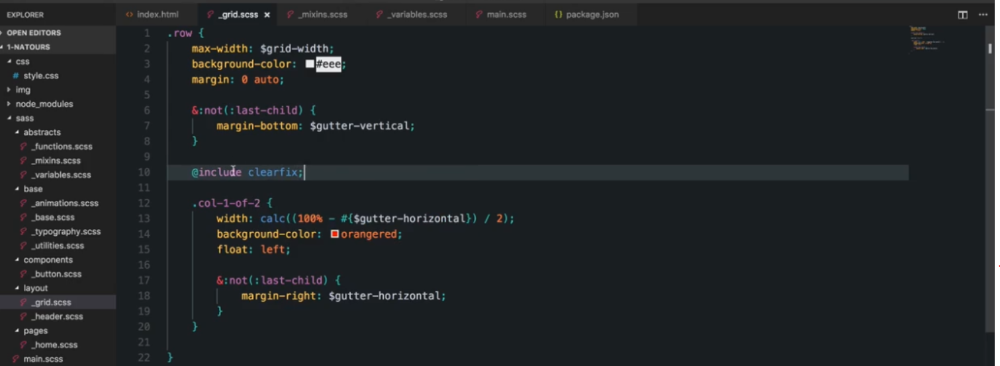 EXPLORER
OPEN EDITORS
1-NATOURS
css
# style.css
img
node_modules
sass
abstracts
_functions.scss
_mixins.scss
_variables.scss
base
_animations.scss
_base.scss
_typography.scss
_utilities.scss
components
_button.scss
layout
_grid.scss
_header.scss
pages
_home.scss
main.scss
<> index.html _grid.scss × _mixins.scss _variables.scss main.scss {} package.json
1 .row {
2 max-width: $grid-width;
3 background-color: #eee;
4 margin: 0 auto;
5
6 &:not(:last-child) {
7 margin-bottom: $gutter-vertical;
8 }
9
10 @include clearfix;
11
12 .col-1-of-2 {
13 width: calc((100% - #{$gutter-horizontal}) / 2);
14 background-color: orangered;
15 float: left;
16
17 &:not(:last-child) {
18 margin-right: $gutter-horizontal;
19 }
20 }
21
22 }